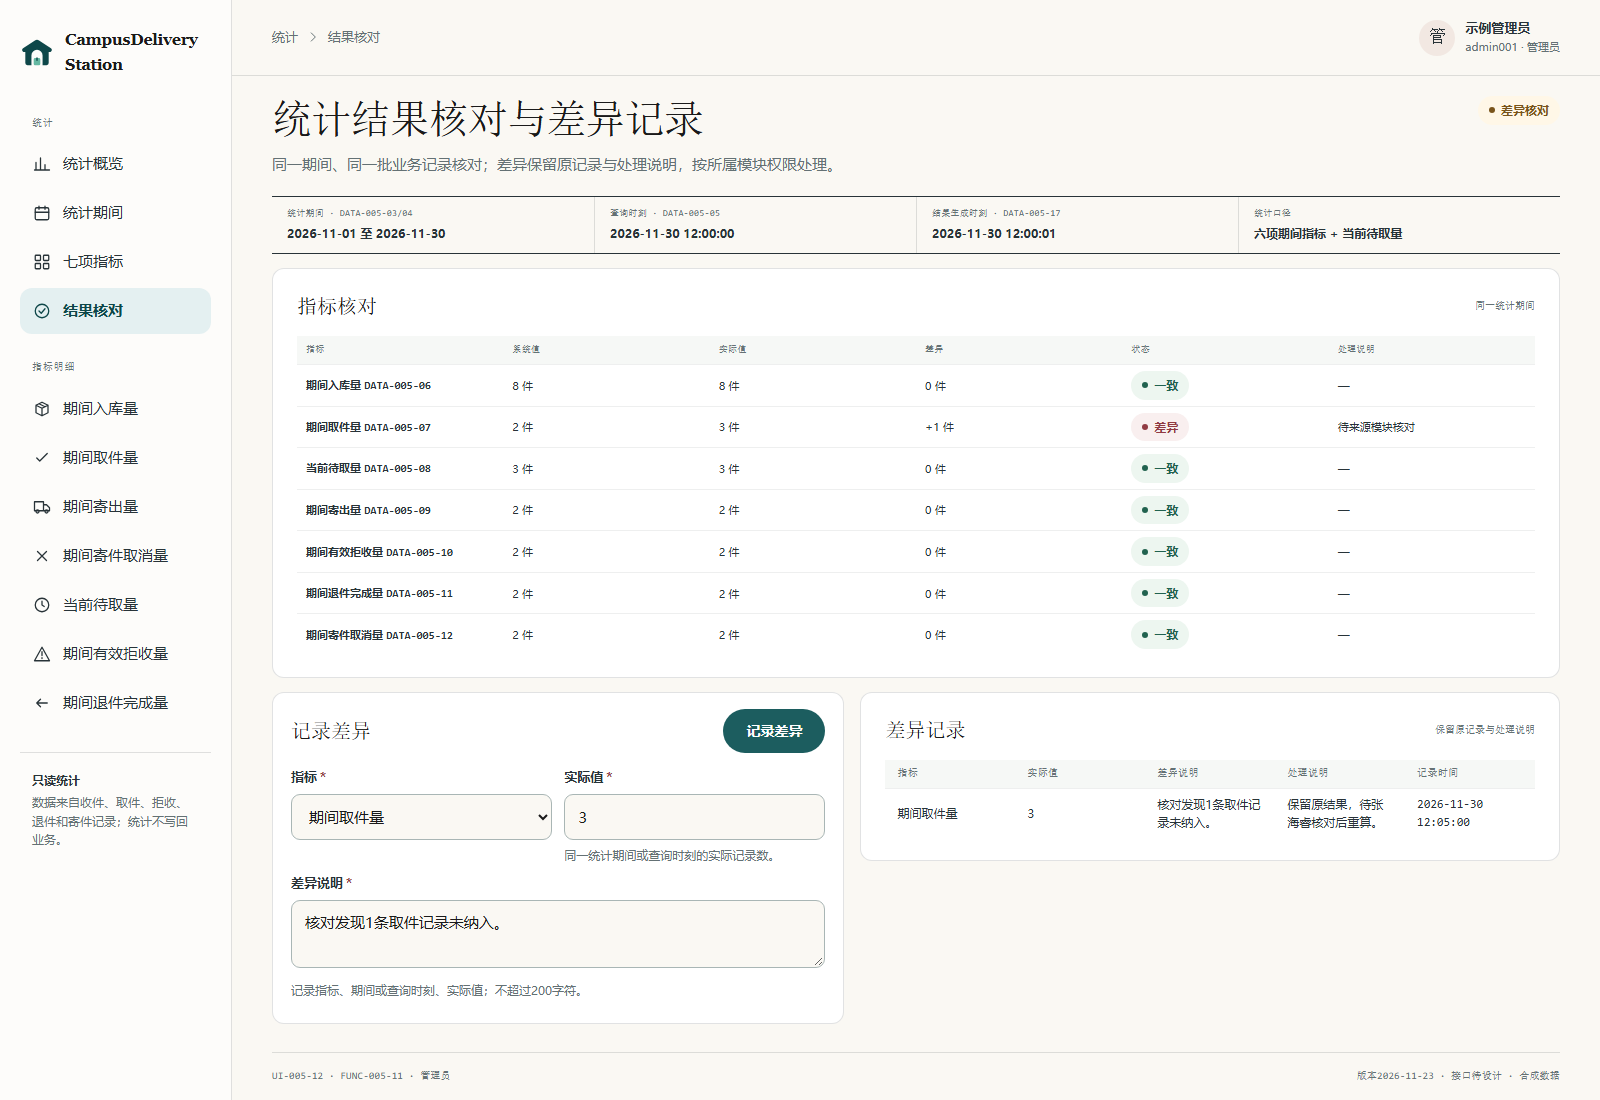 CampusDelivery
Station
统计
统计概览
统计期间
七项指标
结果核对
指标明细
期间入库量
期间取件量
期间寄出量
期间寄件取消量
当前待取量
期间有效拒收量
期间退件完成量
只读统计
数据来自收件、取件、拒收、
退件和寄件记录；统计不写回
业务。
统计 > 结果核对
管
示例管理员
admin001 · 管理员
统计结果核对与差异记录
差异核对
同一期间、同一批业务记录核对；差异保留原记录与处理说明，按所属模块权限处理。
统计期间 · DATA-005-03/04
2026-11-01 至 2026-11-30
查询时刻 · DATA-005-05
2026-11-30 12:00:00
结果生成时刻 · DATA-005-17
2026-11-30 12:00:01
统计口径
六项期间指标 + 当前待取量
指标核对
同一统计期间
指标 系统值 实际值 差异 状态 处理说明
期间入库量 DATA-005-06 8 件 8 件 0 件 一致 —
期间取件量 DATA-005-07 2 件 3 件 +1 件 差异 待来源模块核对
当前待取量 DATA-005-08 3 件 3 件 0 件 一致 —
期间寄出量 DATA-005-09 2 件 2 件 0 件 一致 —
期间有效拒收量 DATA-005-10 2 件 2 件 0 件 一致 —
期间退件完成量 DATA-005-11 2 件 2 件 0 件 一致 —
期间寄件取消量 DATA-005-12 2 件 2 件 0 件 一致 —
记录差异
记录差异
指标 *
期间取件量
实际值 *
3
同一统计期间或查询时刻的实际记录数。
差异说明 *
核对发现1条取件记录未纳入。
记录指标、期间或查询时刻、实际值；不超过200字符。
差异记录
保留原记录与处理说明
指标 实际值 差异说明 处理说明 记录时间
期间取件量 3 核对发现1条取件记 保留原结果，待张 2026-11-30
录未纳入。 海睿核对后重算。 12:05:00
UI-005-12 · FUNC-005-11 · 管理员
版本2026-11-23 · 接口待设计 · 合成数据